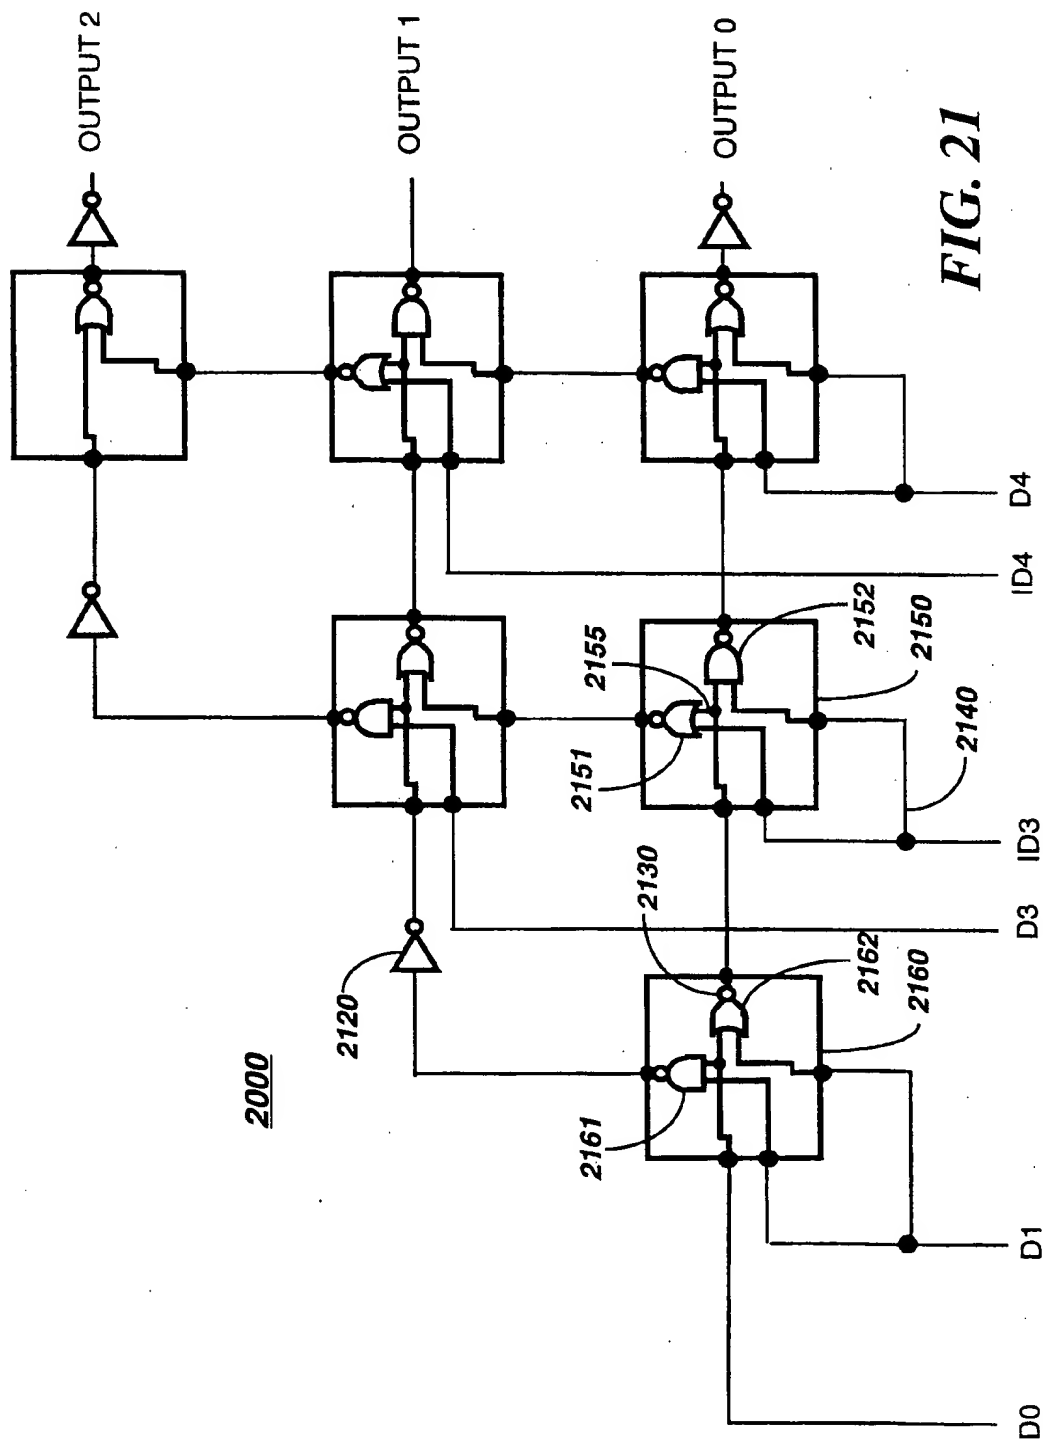 2000
OUTPUT 2
OUTPUT 1
OUTPUT 0
2120
2130
2161
2162
2160
2151
2155
2152
2150
2140
D0
D1
D3
ID3
ID4
D4
FIG. 21